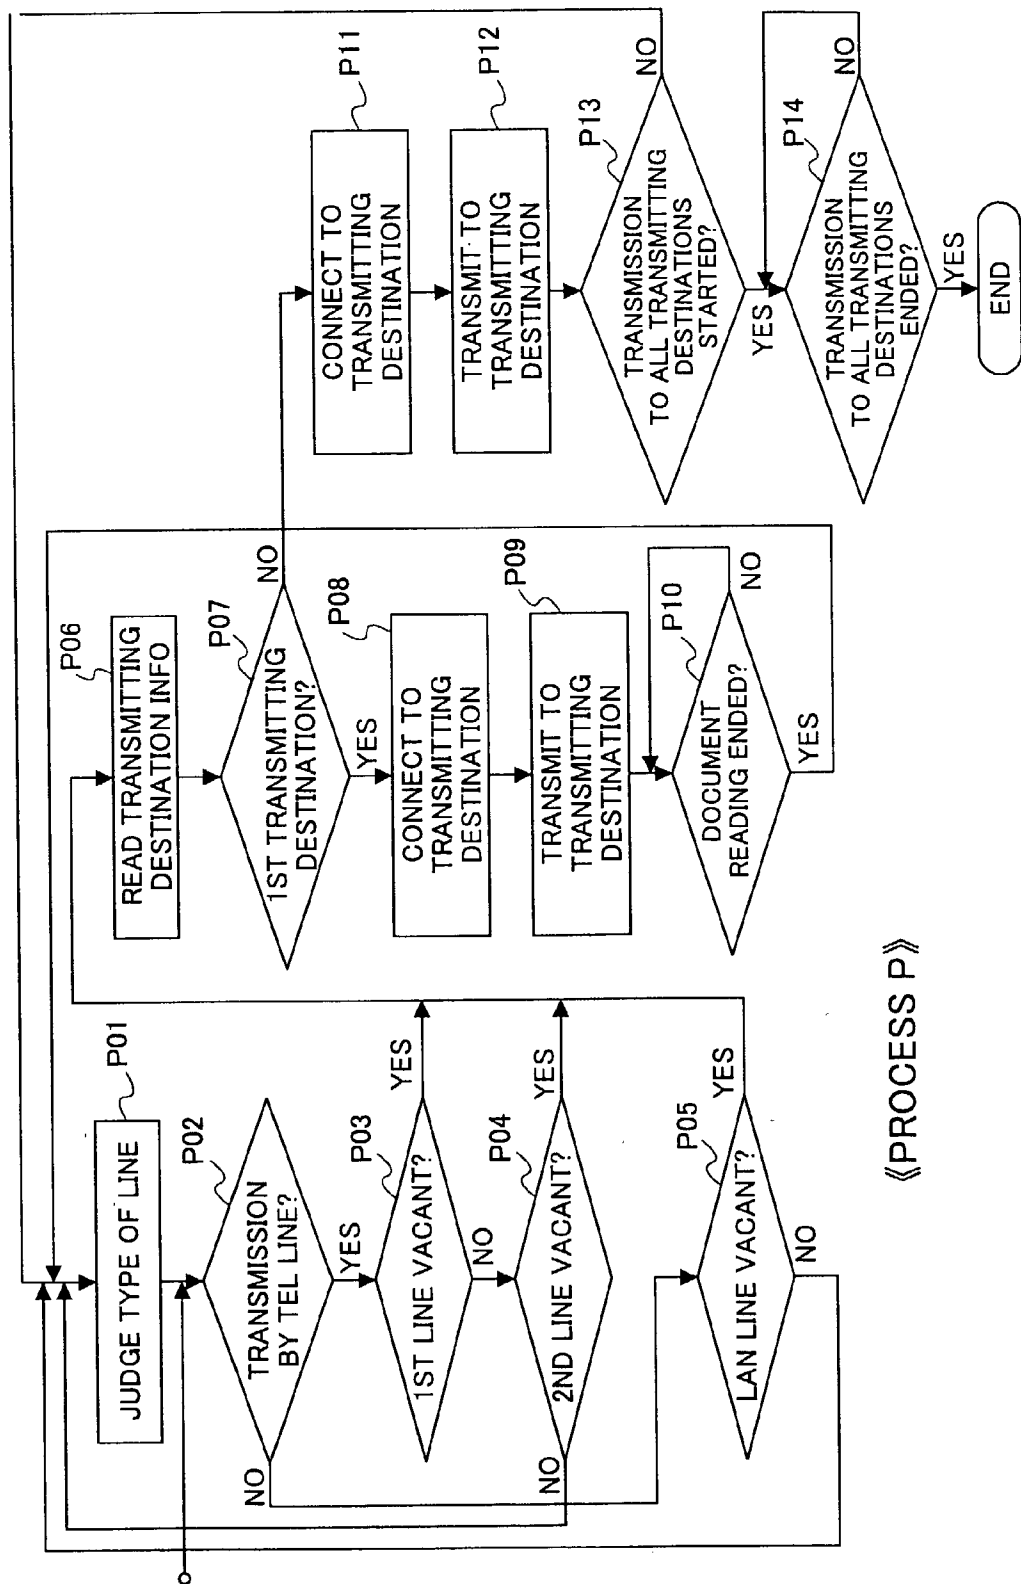 P01
JUDGE TYPE OF LINE
P02
TRANSMISSION
BY TEL LINE?
NO
YES
P03
1ST LINE VACANT?
YES
NO
P04
2ND LINE VACANT?
YES
NO
P05
LAN LINE VACANT?
YES
NO
P06
READ TRANSMITTING
DESTINATION INFO
P07
1ST TRANSMITTING
DESTINATION?
NO
YES
P08
CONNECT TO
TRANSMITTING
DESTINATION
P09
TRANSMIT TO
TRANSMITTING
DESTINATION
P10
DOCUMENT
READING ENDED?
NO
YES
P11
CONNECT TO
TRANSMITTING
DESTINATION
P12
TRANSMIT TO
TRANSMITTING
DESTINATION
P13
TRANSMISSION
TO ALL TRANSMITTING
DESTINATIONS
STARTED?
NO
YES
P14
TRANSMISSION
TO ALL TRANSMITTING
DESTINATIONS
ENDED?
NO
YES
END
《PROCESS P》